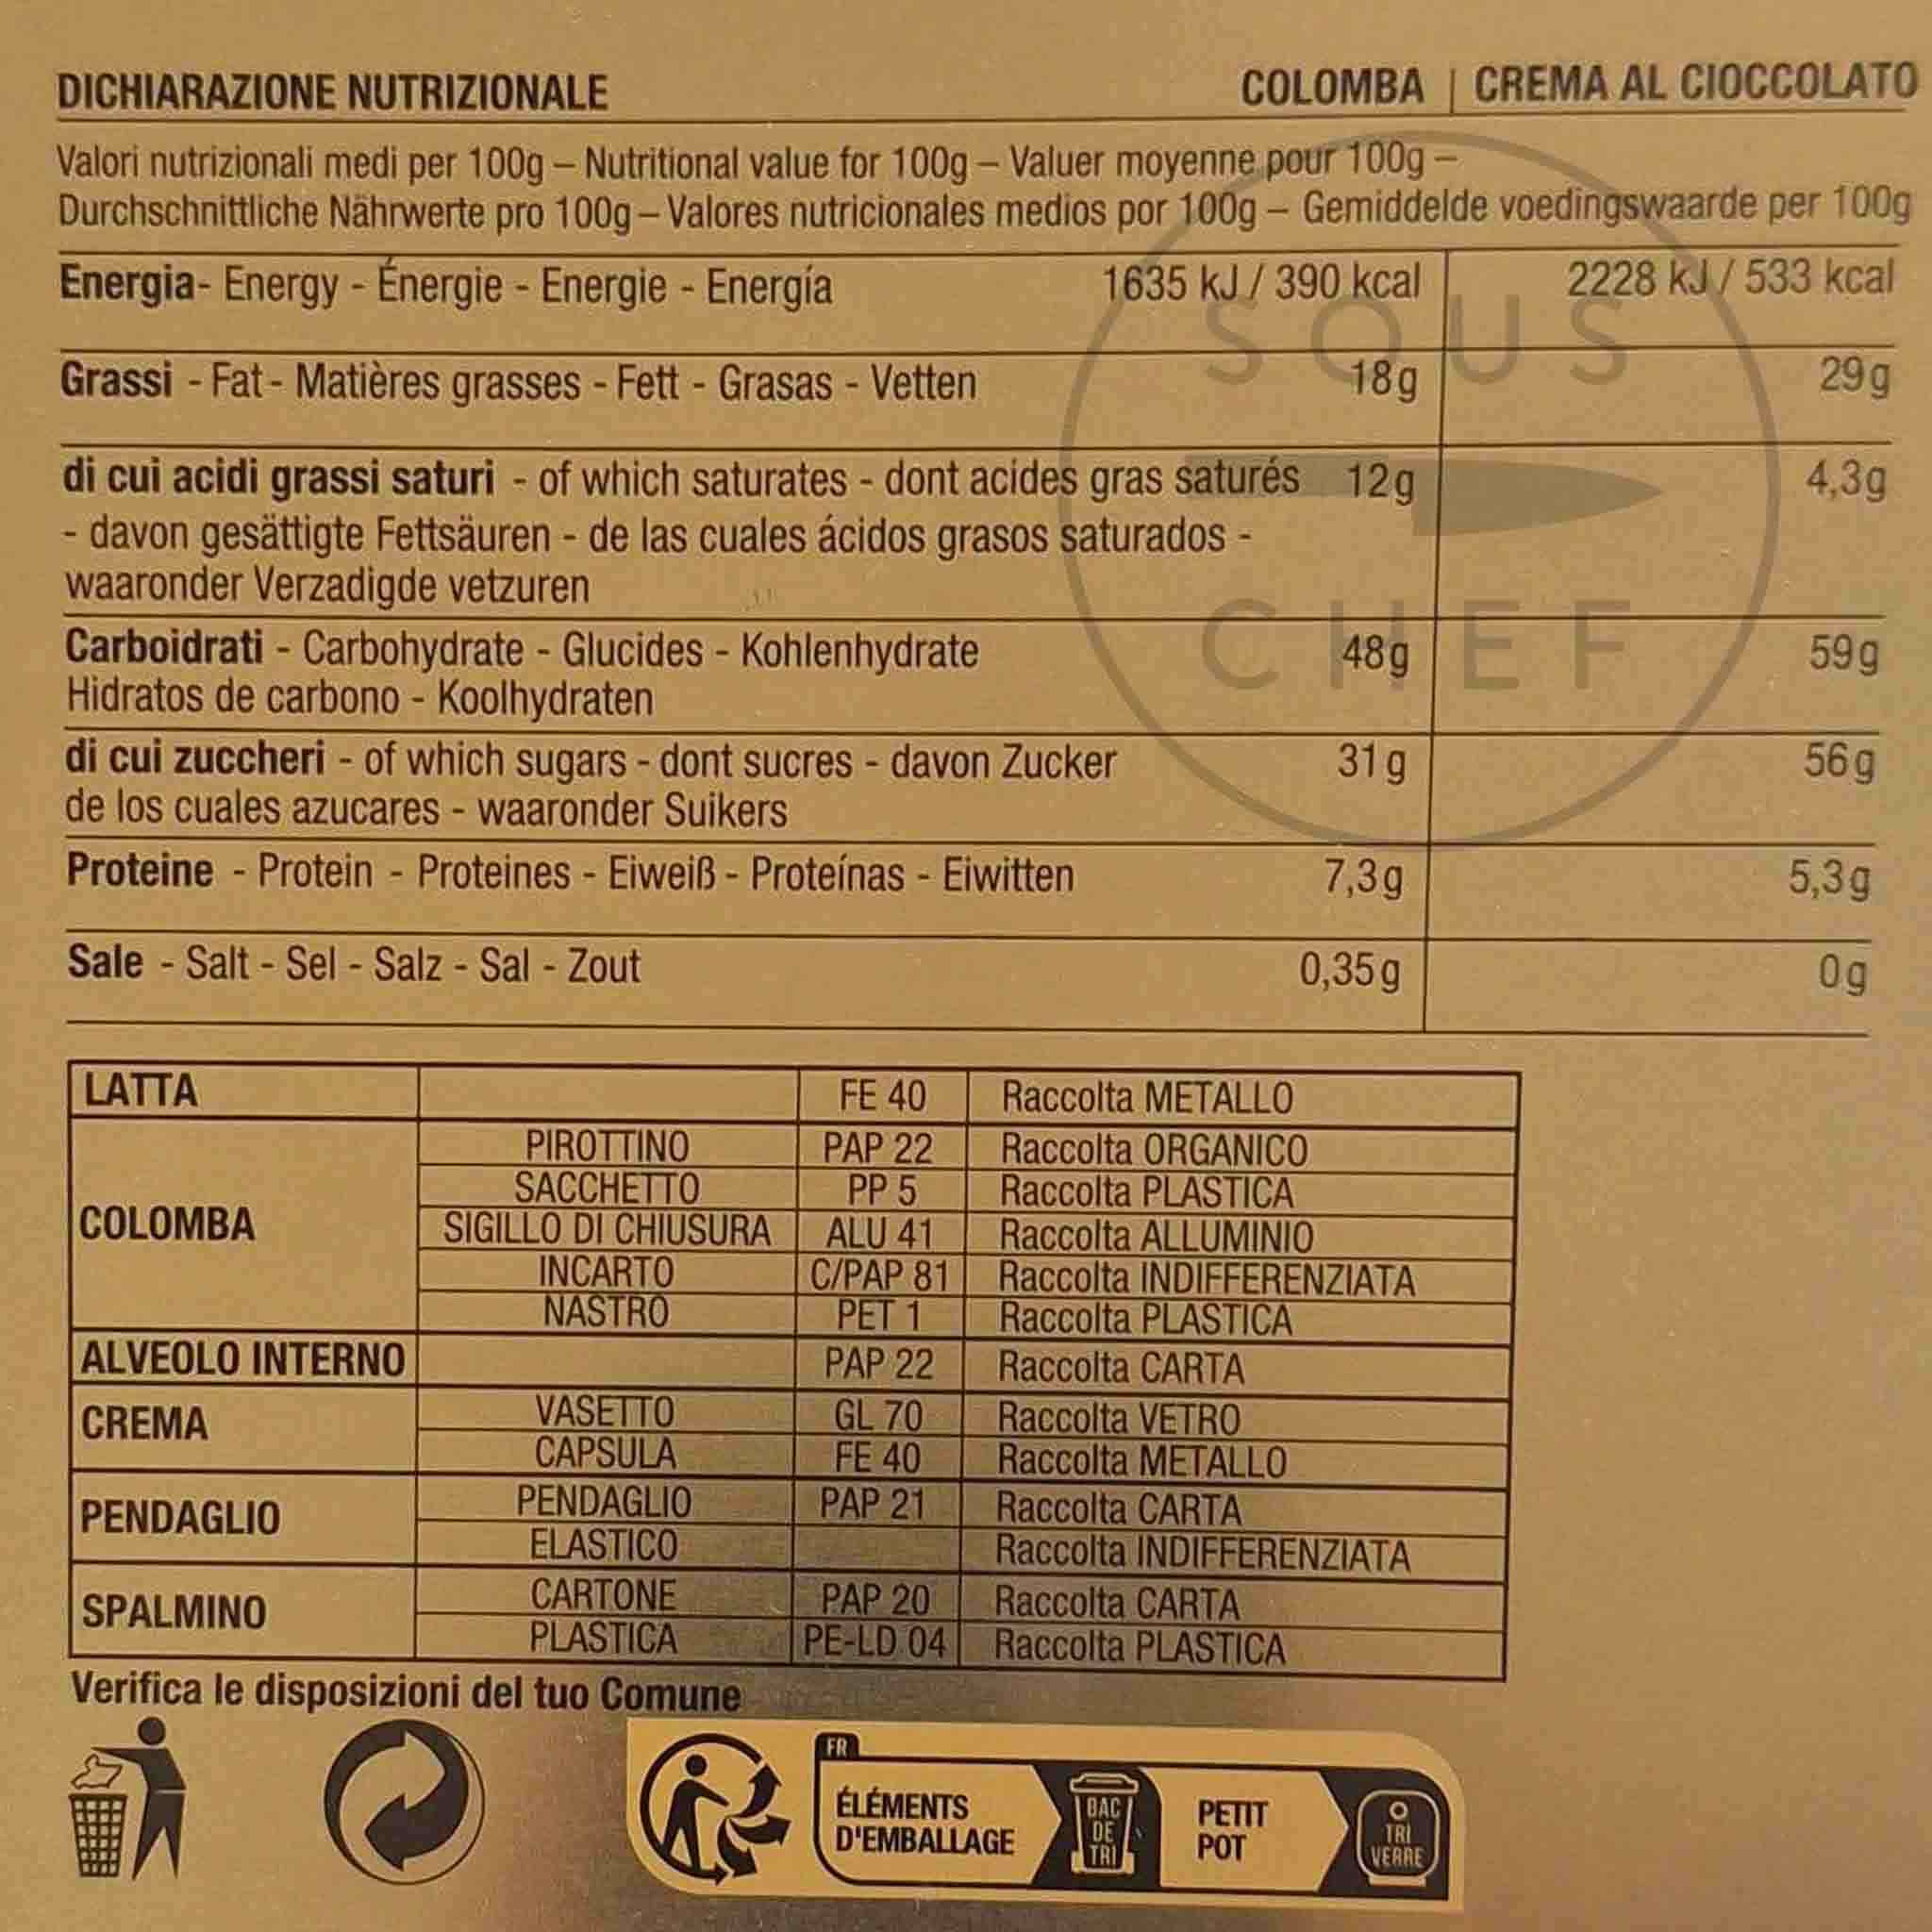 DICHIARAZIONE NUTRIZIONALE COLOMBA | CREMA AL CIOCCOLATO
Valori nutrizionali medi per 100g – Nutritional value for 100g – Valuer moyenne pour 100g –
Durchschnittliche Nährwerte pro 100g – Valores nutricionales medios por 100g – Gemiddelde voedingswaarde per 100g
Energia- Energy - Énergie - Energie - Energía 1635 kJ / 390 kcal 2228 kJ / 533 kcal
SOUS
Grassi - Fat - Matières grasses - Fett - Grasas - Vetten 18g 29g
di cui acidi grassi saturi - of which saturates - dont acides gras saturés 12g 4,3g
- davon gesättigte Fettsäuren - de las cuales ácidos grasos saturados -
waaronder Verzadigde vetzuren
CHEF
Carboidrati - Carbohydrate - Glucides - Kohlenhydrate 48g 59g
Hidratos de carbono - Koolhydraten
di cui zuccheri - of which sugars - dont sucres - davon Zucker 31g 56g
de los cuales azucares - waaronder Suikers
Proteine - Protein - Proteines - Eiweiß - Proteínas - Eiwitten 7,3g 5,3g
Sale - Salt - Sel - Salz - Sal - Zout 0,35g 0g
LATTA FE 40 Raccolta METALLO
COLOMBA PIROTTINO PAP 22 Raccolta ORGANICO
SACCHETTO PP 5 Raccolta PLASTICA
SIGILLO DI CHIUSURA ALU 41 Raccolta ALLUMINIO
INCARTO C/PAP 81 Raccolta INDIFFERENZIATA
NASTRO PET 1 Raccolta PLASTICA
ALVEOLO INTERNO PAP 22 Raccolta CARTA
CREMA VASETTO GL 70 Raccolta VETRO
CAPSULA FE 40 Raccolta METALLO
PENDAGLIO PENDAGLIO PAP 21 Raccolta CARTA
ELASTICO Raccolta INDIFFERENZIATA
SPALMINO CARTONE PAP 20 Raccolta CARTA
PLASTICA PE-LD 04 Raccolta PLASTICA
Verifica le disposizioni del tuo Comune
FR
ÉLÉMENTS
D'EMBALLAGE
BAC
DE
TRI
PETIT
POT
TRI
VERRE